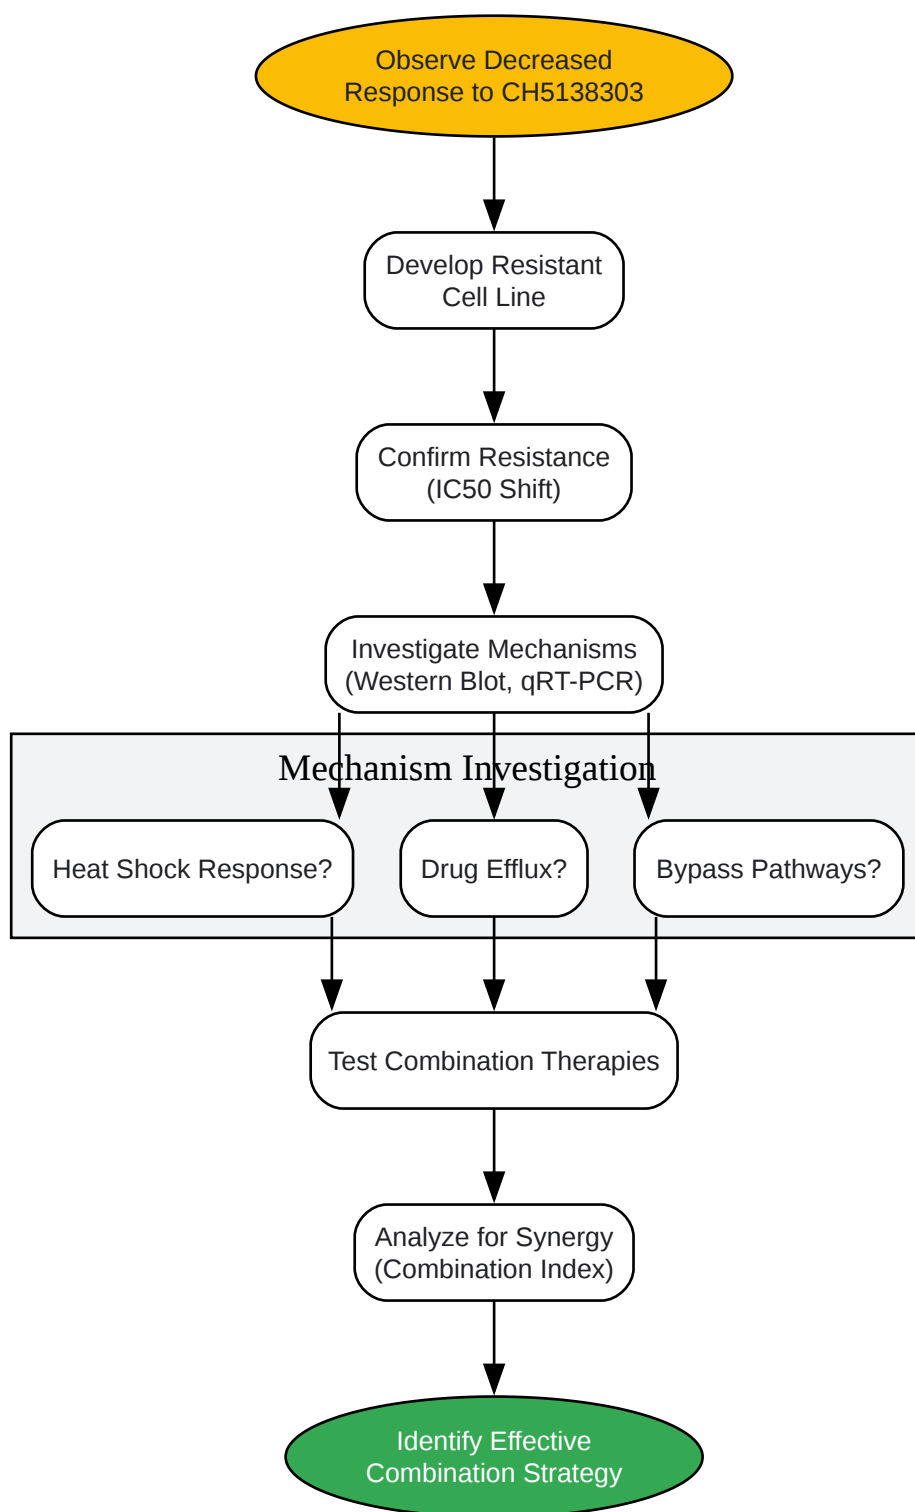 Observe Decreased
Response to CH5138303
Develop Resistant
Cell Line
Confirm Resistance
(IC50 Shift)
Investigate Mechanisms
(Western Blot, qRT-PCR)
Mechanism Investigation
Heat Shock Response?
Drug Efflux?
Bypass Pathways?
Test Combination Therapies
Analyze for Synergy
(Combination Index)
Identify Effective
Combination Strategy